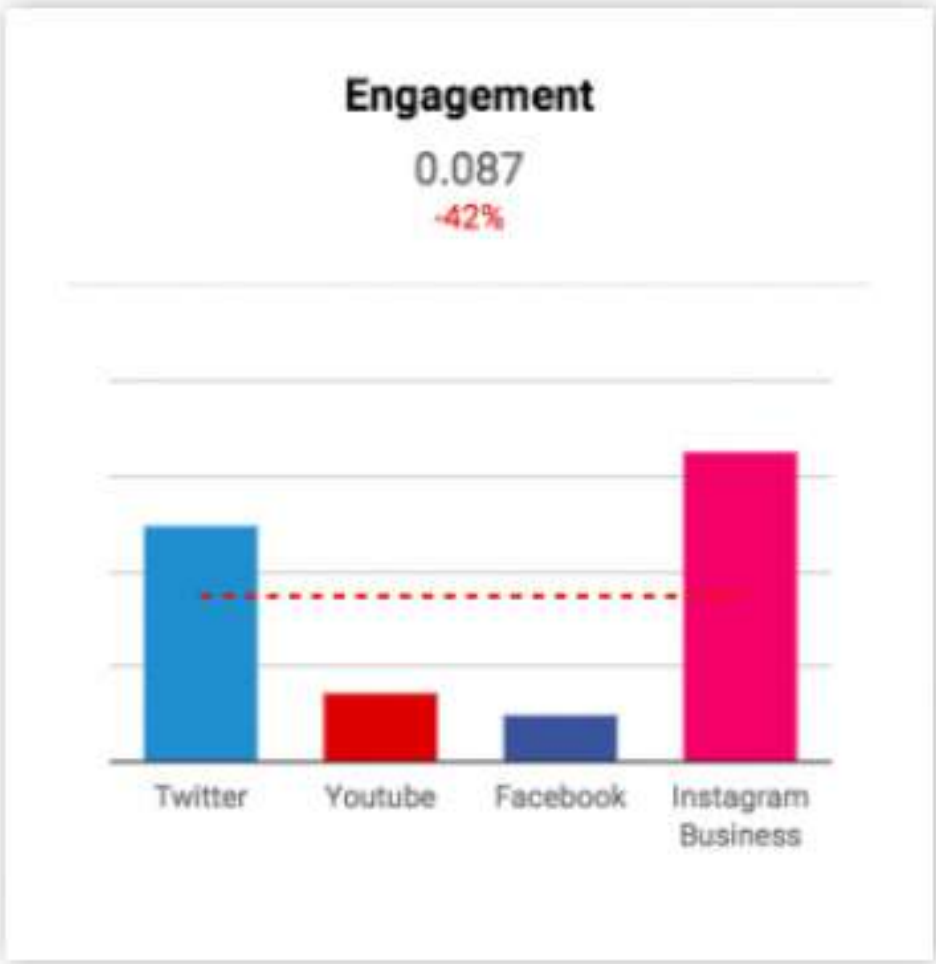 Engagement
0.087
-42%
Twitter
Youtube
Facebook
Instagram
Business